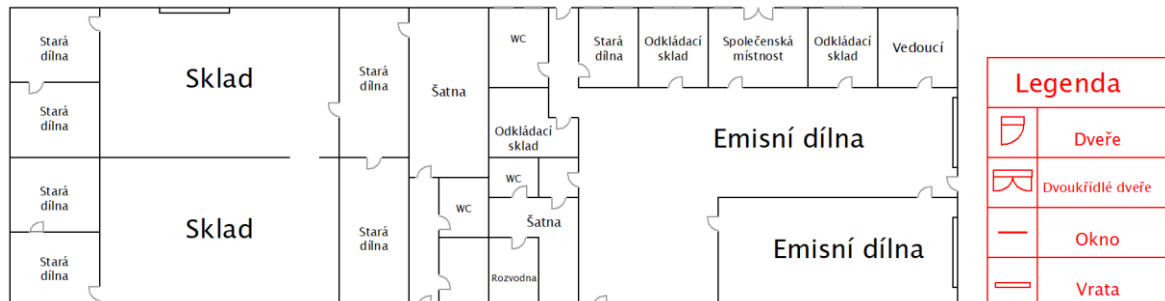 Stará
dílna
Sklad
Stará
dílna
Šatna
WC
Stará
dílna
Odkládací
sklad
Společenská
místnost
Odkládací
sklad
Vedoucí
Stará
dílna
Odkládací
sklad
Emisní dílna
WC
Stará
dílna
Sklad
Stará
dílna
WC
Šatna
Emisní dílna
Stará
dílna
Rozvodna
Legenda
Dveře
Dvoukřídlé dveře
Okno
Vrata